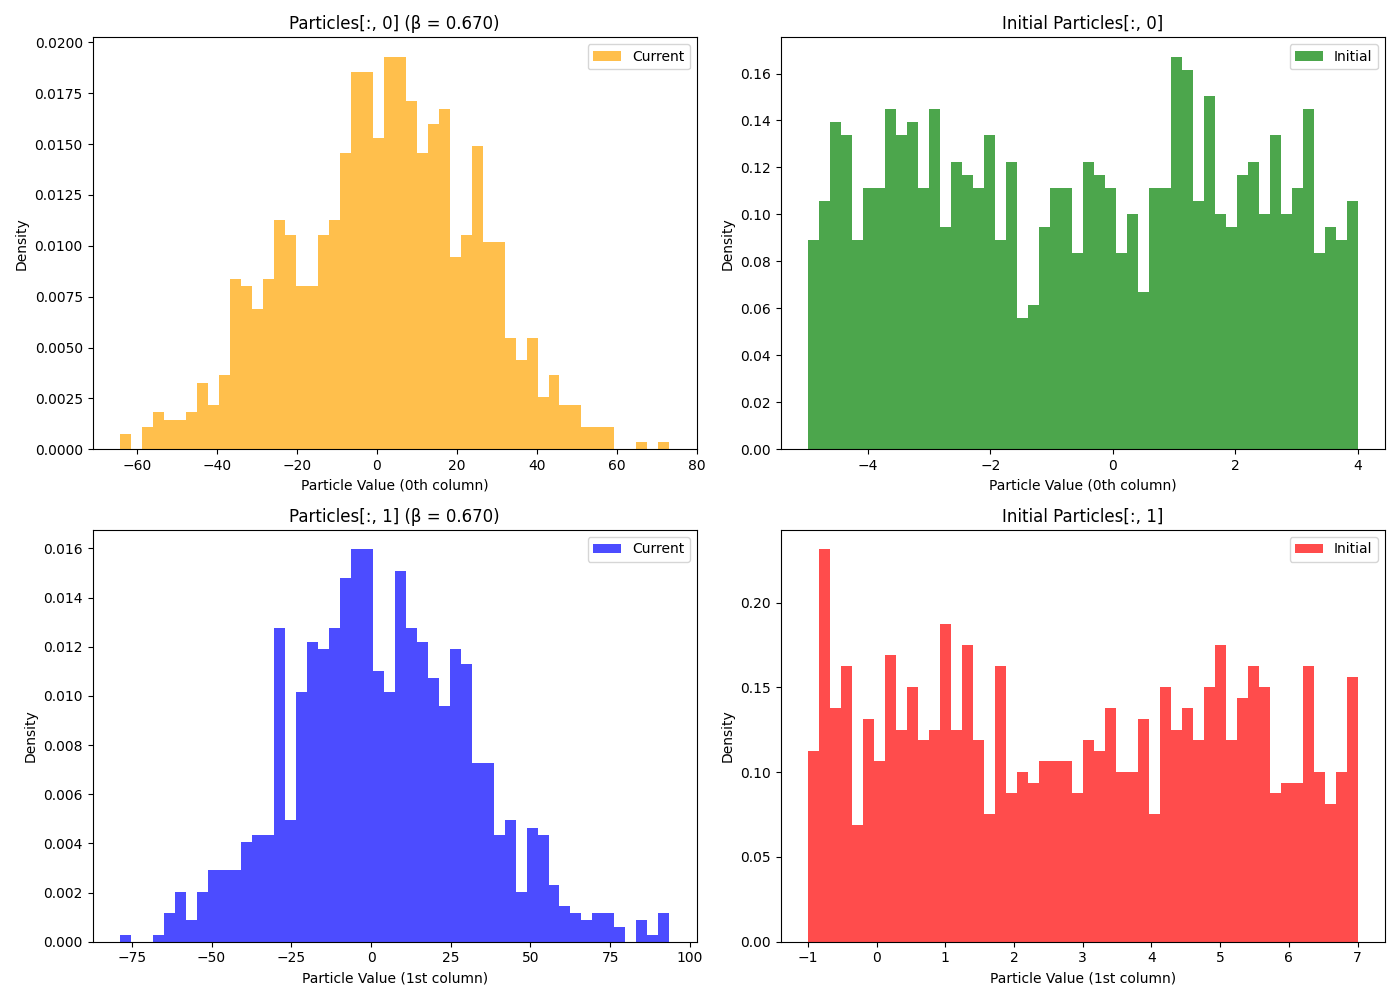 Particles[:, 0] (β = 0.670)
Current
Density
0.0200
0.0175
0.0150
0.0125
0.0100
0.0075
0.0050
0.0025
0.0000
−60 −40 −20 0 20 40 60 80
Particle Value (0th column)
Initial Particles[:, 0]
Initial
Density
0.16
0.14
0.12
0.10
0.08
0.06
0.04
0.02
0.00
−4 −2 0 2 4
Particle Value (0th column)
Particles[:, 1] (β = 0.670)
Current
Density
0.016
0.014
0.012
0.010
0.008
0.006
0.004
0.002
0.000
−75 −50 −25 0 25 50 75 100
Particle Value (1st column)
Initial Particles[:, 1]
Initial
Density
0.20
0.15
0.10
0.05
0.00
−1 0 1 2 3 4 5 6 7
Particle Value (1st column)